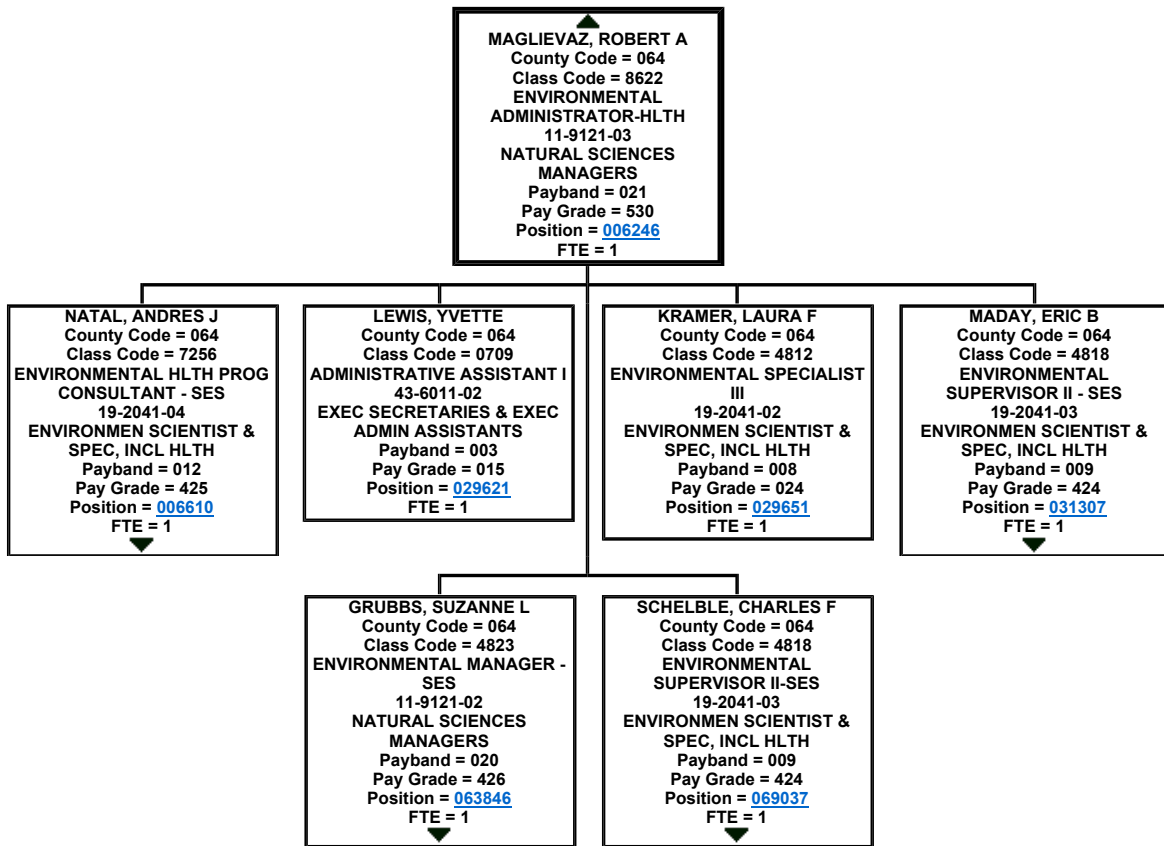 MAGLIEVAZ, ROBERT A
County Code = 064
Class Code = 8622
ENVIRONMENTAL
ADMINISTRATOR-HLTH
11-9121-03
NATURAL SCIENCES
MANAGERS
Payband = 021
Pay Grade = 530
Position = 006246
FTE = 1
NATAL, ANDRES J
County Code = 064
Class Code = 7256
ENVIRONMENTAL HLTH PROG
CONSULTANT - SES
19-2041-04
ENVIRONMEN SCIENTIST &
SPEC, INCL HLTH
Payband = 012
Pay Grade = 425
Position = 006610
FTE = 1
LEWIS, YVETTE
County Code = 064
Class Code = 0709
ADMINISTRATIVE ASSISTANT I
43-6011-02
EXEC SECRETARIES & EXEC
ADMIN ASSISTANTS
Payband = 003
Pay Grade = 015
Position = 029621
FTE = 1
KRAMER, LAURA F
County Code = 064
Class Code = 4812
ENVIRONMENTAL SPECIALIST
III
19-2041-02
ENVIRONMEN SCIENTIST &
SPEC, INCL HLTH
Payband = 008
Pay Grade = 024
Position = 029651
FTE = 1
MADAY, ERIC B
County Code = 064
Class Code = 4818
ENVIRONMENTAL
SUPERVISOR II - SES
19-2041-03
ENVIRONMEN SCIENTIST &
SPEC, INCL HLTH
Payband = 009
Pay Grade = 424
Position = 031307
FTE = 1
GRUBBS, SUZANNE L
County Code = 064
Class Code = 4823
ENVIRONMENTAL MANAGER -
SES
11-9121-02
NATURAL SCIENCES
MANAGERS
Payband = 020
Pay Grade = 426
Position = 063846
FTE = 1
SCHELBLE, CHARLES F
County Code = 064
Class Code = 4818
ENVIRONMENTAL
SUPERVISOR II-SES
19-2041-03
ENVIRONMEN SCIENTIST &
SPEC, INCL HLTH
Payband = 009
Pay Grade = 424
Position = 069037
FTE = 1